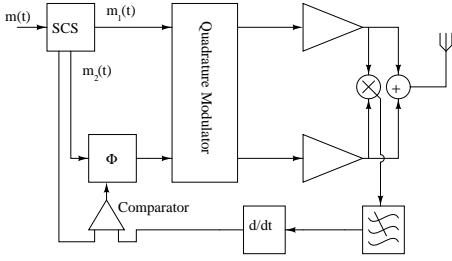 m(t)
SCS
m₁(t)
m₂(t)
Quadrature Modulator
Φ
Comparator
d/dt
+